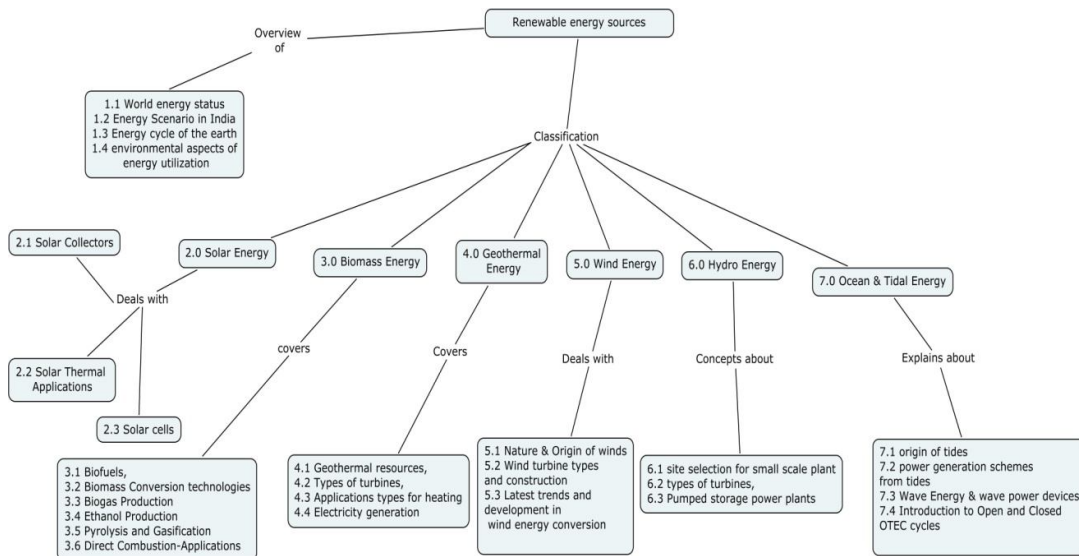 Renewable energy sources
Overview
of
1.1 World energy status
1.2 Energy Scenario in India
1.3 Energy cycle of the earth
1.4 environmental aspects of
energy utilization
Classification
2.1 Solar Collectors
2.0 Solar Energy
3.0 Biomass Energy
4.0 Geothermal
Energy
5.0 Wind Energy
6.0 Hydro Energy
7.0 Ocean & Tidal Energy
Deals with
covers
Covers
Deals with
Concepts about
Explains about
2.2 Solar Thermal
Applications
2.3 Solar cells
3.1 Biofuels,
3.2 Biomass Conversion technologies
3.3 Biogas Production
3.4 Ethanol Production
3.5 Pyrolysis and Gasification
3.6 Direct Combustion-Applications
4.1 Geothermal resources,
4.2 Types of turbines,
4.3 Applications types for heating
4.4 Electricity generation
5.1 Nature & Origin of winds
5.2 Wind turbine types
and construction
5.3 Latest trends and
development in
wind energy conversion
6.1 site selection for small scale plant
6.2 types of turbines,
6.3 Pumped storage power plants
7.1 origin of tides
7.2 power generation schemes
from tides
7.3 Wave Energy & wave power devices
7.4 Introduction to Open and Closed
OTEC cycles